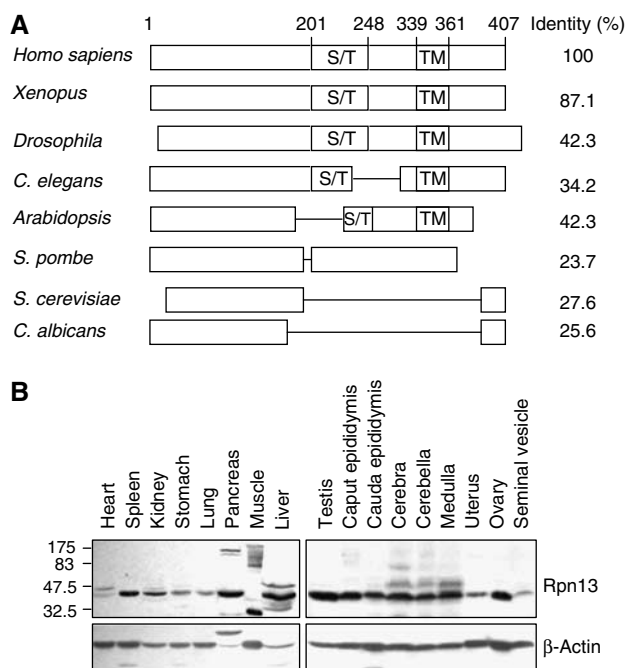 A
1 201 248 339 361 407 Identity (%)
Homo sapiens S/T TM 100
Xenopus S/T TM 87.1
Drosophila S/T TM 42.3
C. elegans S/T TM 34.2
Arabidopsis S/T TM 42.3
S. pombe 23.7
S. cerevisiae 27.6
C. albicans 25.6
B
Heart
Spleen
Kidney
Stomach
Lung
Pancreas
Muscle
Liver
Testis
Caput epididymis
Cauda epididymis
Cerebra
Cerebella
Medulla
Uterus
Ovary
Seminal vesicle
175
83
47.5
32.5
Rpn13
β-Actin